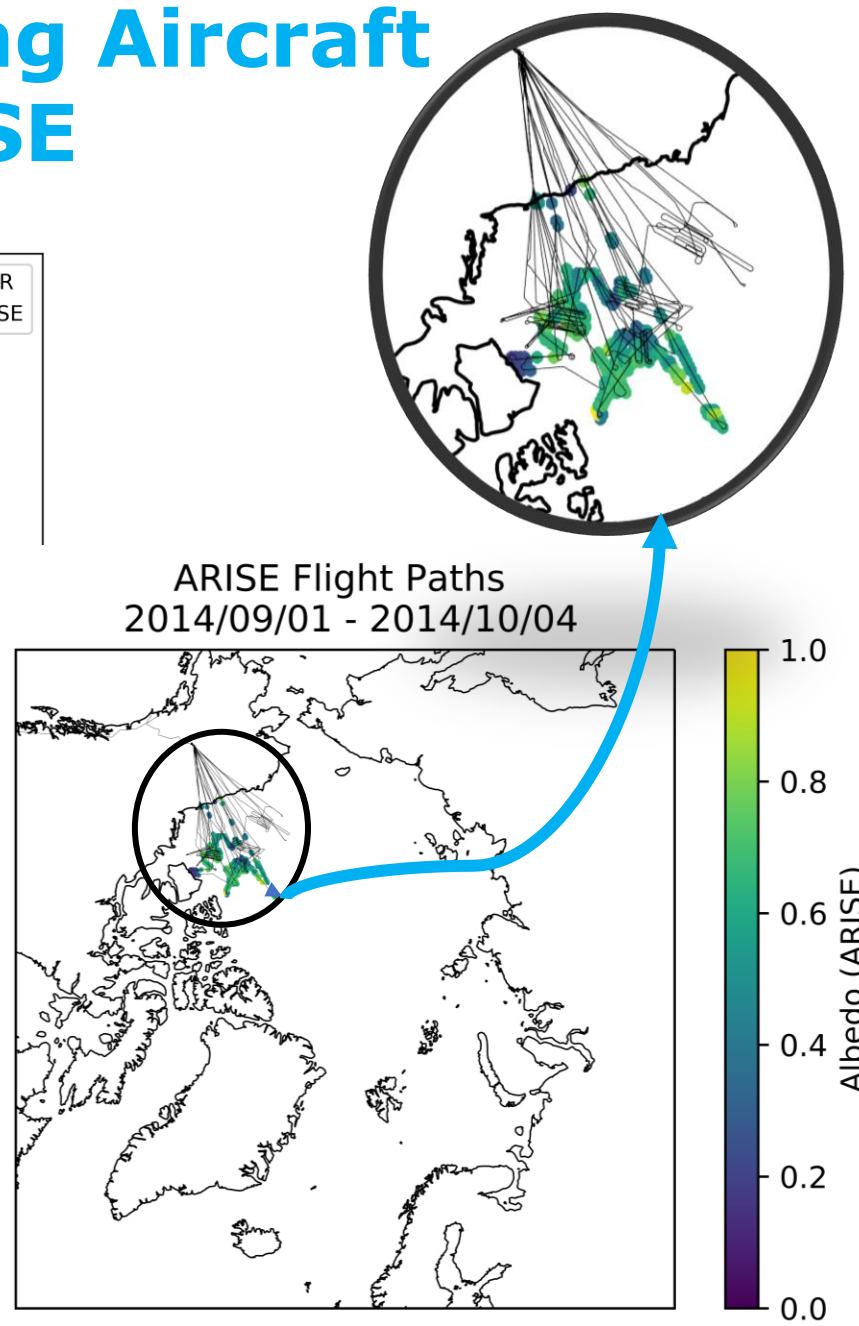 ng Aircraft
SE
R
SE
ARISE Flight Paths
2014/09/01 - 2014/10/04
1.0
0.8
0.6
0.4
0.2
0.0
Albedo (ARISE)